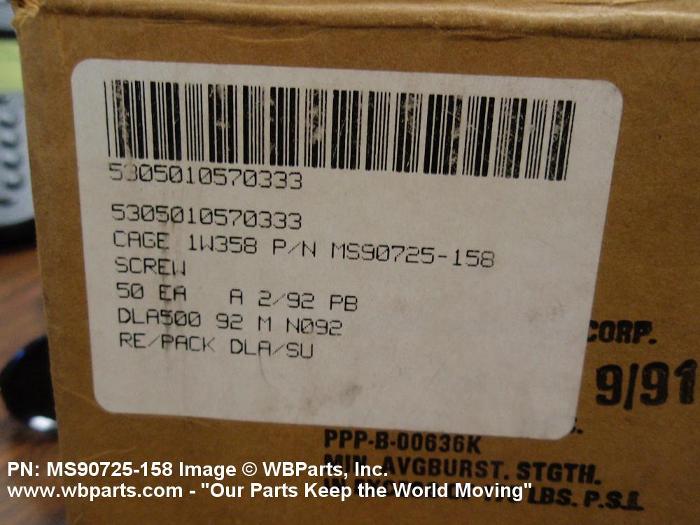 5305010570333
5305010570333
CAGE 1W358 P/N MS90725-158
SCREW
50 EA A 2/92 PB
DLA500 92 M N092
RE/PACK DLA/SU
CORP.
9/91
PPP-B-00636K
MIN. AVGBURST. STGTH.
LBS. P.S.I.
PN: MS90725-158 Image © WBParts, Inc.
www.wbparts.com - "Our Parts Keep the World Moving"